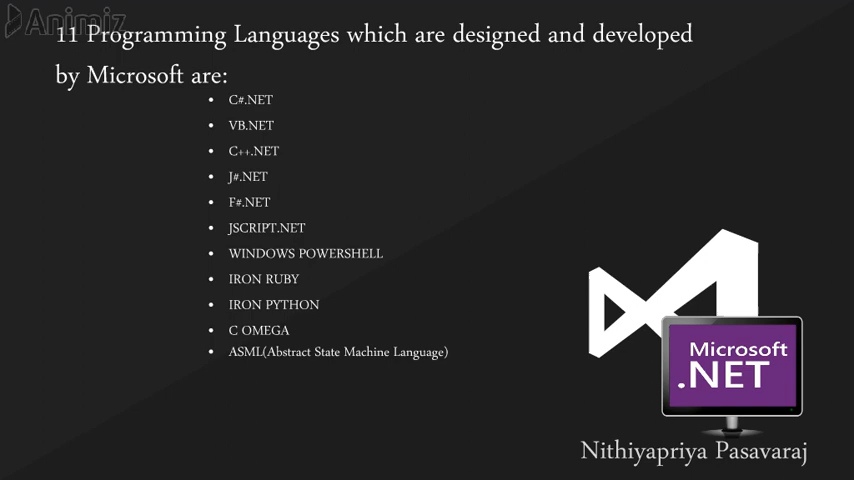 Animiz
11 Programming Languages which are designed and developed
by Microsoft are:
• C#.NET
• VB.NET
• C++.NET
• J#.NET
• F#.NET
• JSCRIPT.NET
• WINDOWS POWERSHELL
• IRON RUBY
• IRON PYTHON
• C OMEGA
• ASML(Abstract State Machine Language)
Microsoft
.NET
Nithiyapriya Pasavaraj